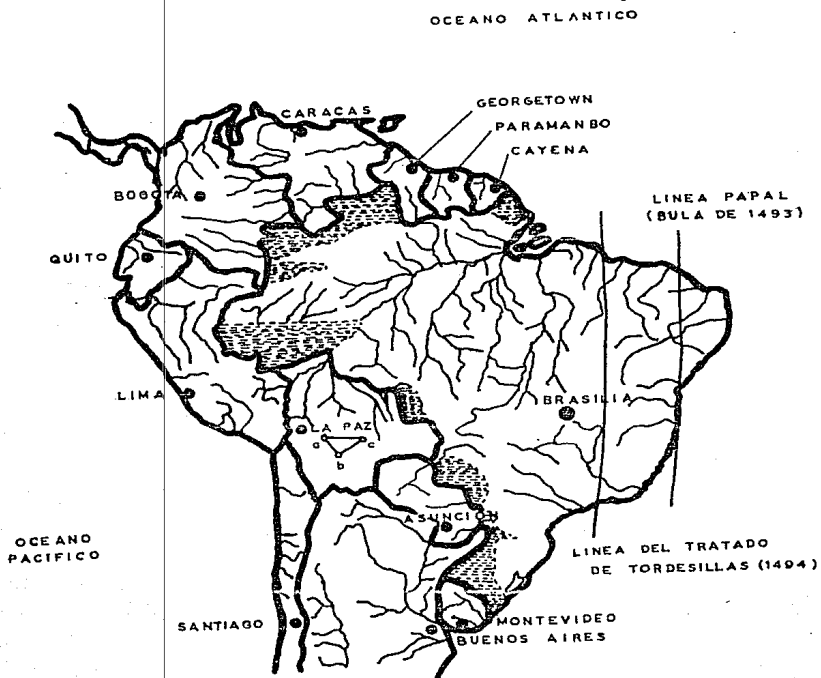 OCEANO ATLANTICO
CARACAS
GEORGETOWN
PARAMANBO
CAYENA
BOGOTA
LINEA PAPAL
(BULA DE 1493)
QUITO
LIMA
BRASILIA
LA PAZ
a
c
b
ASUNCION
OCEANO
PACIFICO
LINEA DEL TRATADO
DE TORDESILLAS (1494)
SANTIAGO
MONTEVIDEO
BUENOS AIRES